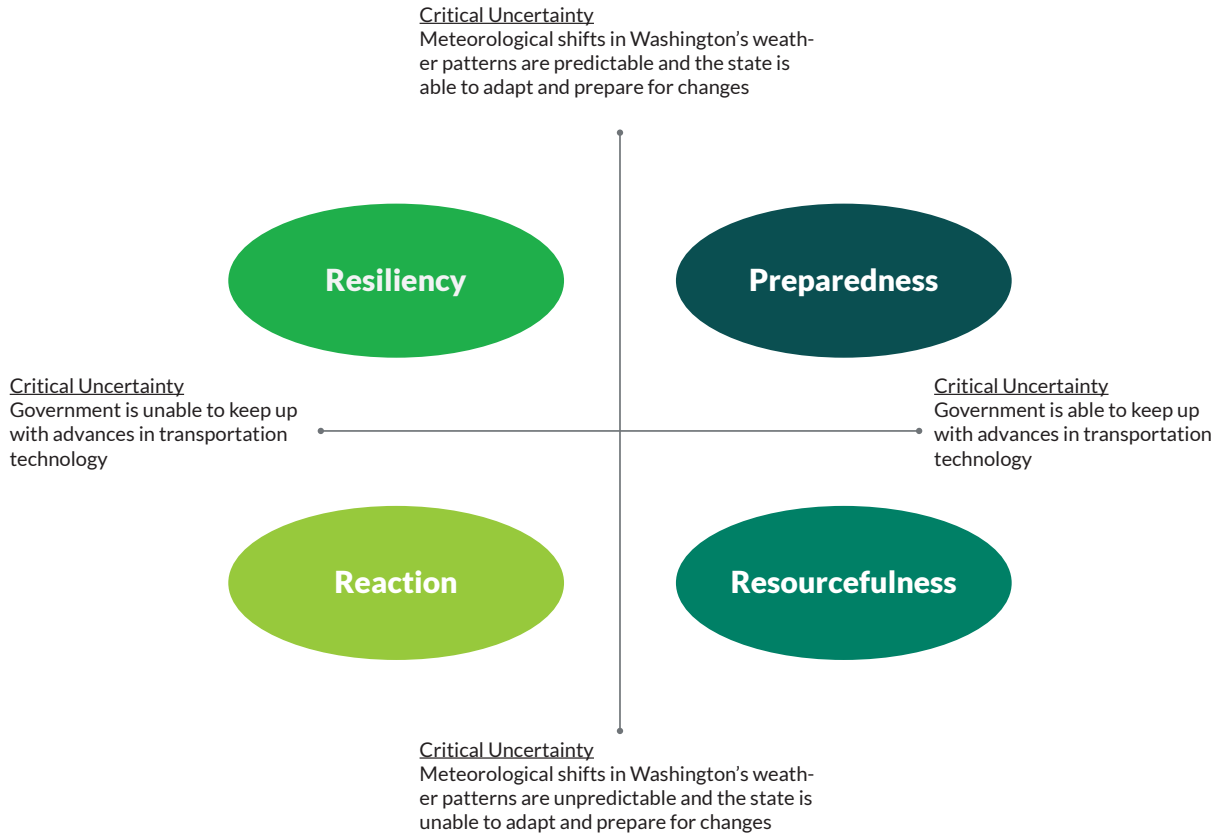 Critical Uncertainty
Meteorological shifts in Washington's weath-
er patterns are predictable and the state is
able to adapt and prepare for changes
Resiliency
Preparedness
Critical Uncertainty
Government is unable to keep up
with advances in transportation
technology
Critical Uncertainty
Government is able to keep up
with advances in transportation
technology
Reaction
Resourcefulness
Critical Uncertainty
Meteorological shifts in Washington's weath-
er patterns are unpredictable and the state is
unable to adapt and prepare for changes